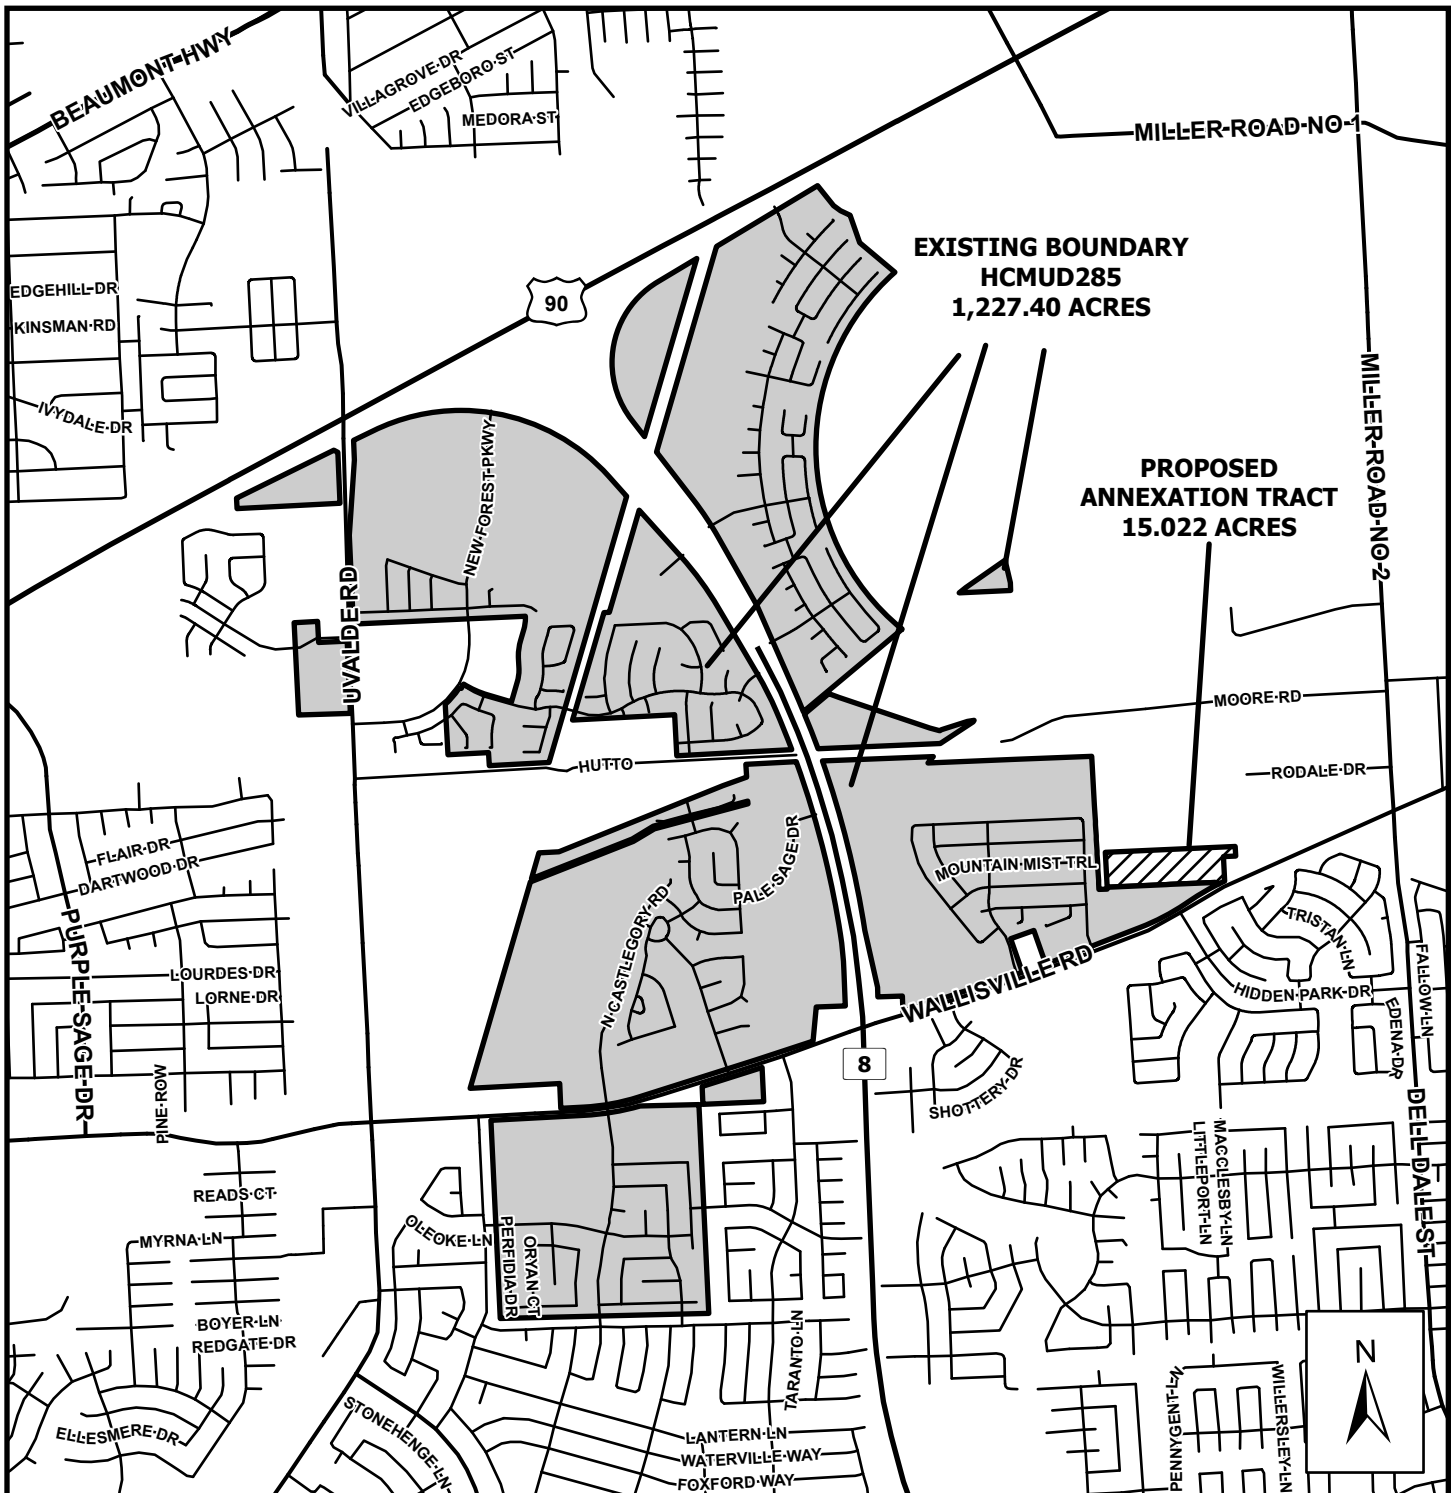 BEAUMONT HWY
VILLAGROVE DR
EDGEBORO ST
MEDORA ST
MILLER ROAD NO 1
EXISTING BOUNDARY
HCMUD285
1,227.40 ACRES
EDGEHILL DR
KINSMAN RD
90
IVYDALE DR
MILLER ROAD NO 2
NEW FOREST PKWY
PROPOSED
ANNEXATION TRACT
15.022 ACRES
UVALDE RD
MOORE RD
HUTTO
RODALE DR
FLAIR DR
DARTWOOD DR
PALE SAGE DR
MOUNTAIN MIST TRL
N CASTLEGORY RD
PURPLE SAGE DR
TRISTAN LN
LOURDES DR
LORNE DR
WALLISVILLE RD
HIDDEN PARK DR
FALLOW LN
EDENA DR
8
SHOTTERY DR
PINE ROW
DELL DALE ST
MACCLESBY LN
LITTLEPORT LN
READS CT
OLEOKE LN
MYRNA LN
PERFIDIA DR
ORYAN CT
BOYER LN
REDGATE DR
TARANTO LN
N
STONEHENGE LN
ELLESMERE DR
LANTERN LN
WATERVILLE WAY
FOXFORD WAY
PENNYGENT LN
WILLERSLEY LN